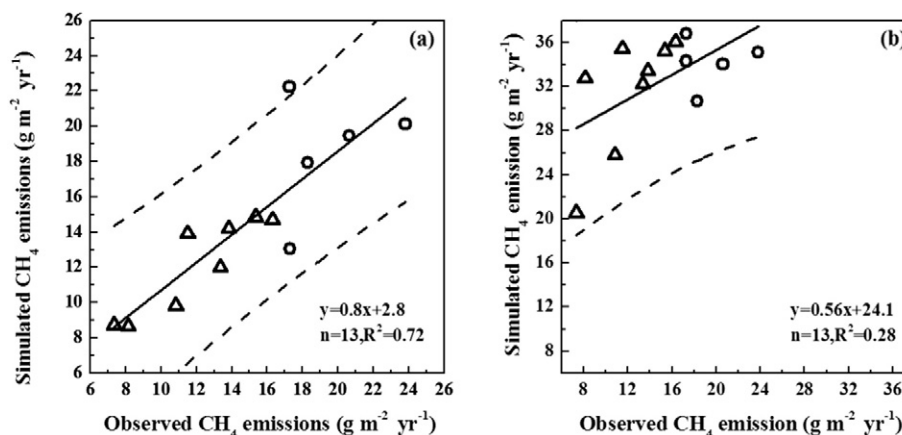 (a)
Simulated CH₄ emissions (g m⁻² yr⁻¹)
26
24
22
20
18
16
14
12
10
8
6
y=0.8x+2.8
n=13,R²=0.72
6 8 10 12 14 16 18 20 22 24 26
Observed CH₄ emissions (g m⁻² yr⁻¹)
(b)
Simulated CH₄ emission (g m⁻² yr⁻¹)
36
32
28
24
20
16
12
8
y=0.56x+24.1
n=13,R²=0.28
8 12 16 20 24 28 32 36
Observed CH₄ emission (g m⁻² yr⁻¹)